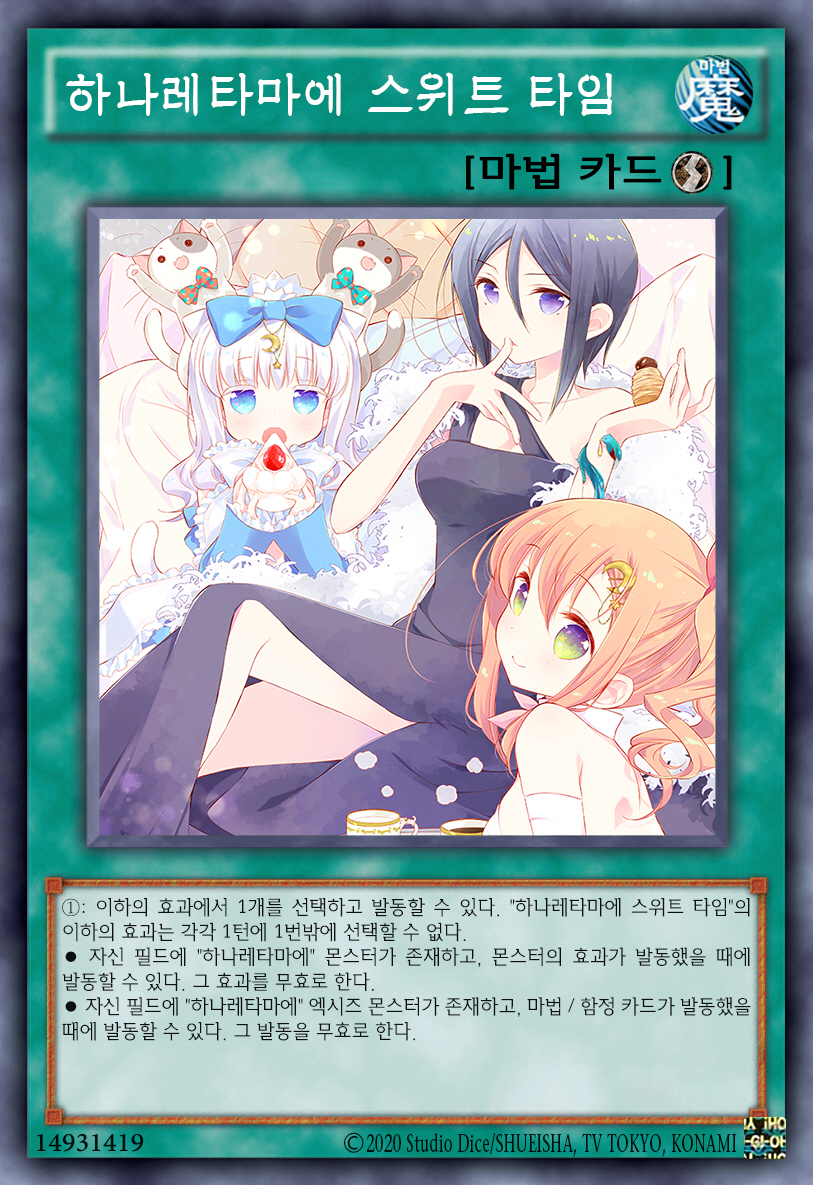 하나레타마에 스위트 타임
마법
魔
[마법 카드 ]
①: 이하의 효과에서 1개를 선택하고 발동할 수 있다. "하나레타마에 스위트 타임"의
이하의 효과는 각각 1턴에 1번밖에 선택할 수 없다.
● 자신 필드에 "하나레타마에" 몬스터가 존재하고, 몬스터의 효과가 발동했을 때에
발동할 수 있다. 그 효과를 무효로 한다.
● 자신 필드에 "하나레타마에" 엑시즈 몬스터가 존재하고, 마법 / 함정 카드가 발동했을
때에 발동할 수 있다. 그 발동을 무효로 한다.
14931419
©2020 Studio Dice/SHUEISHA, TV TOKYO, KONAMI